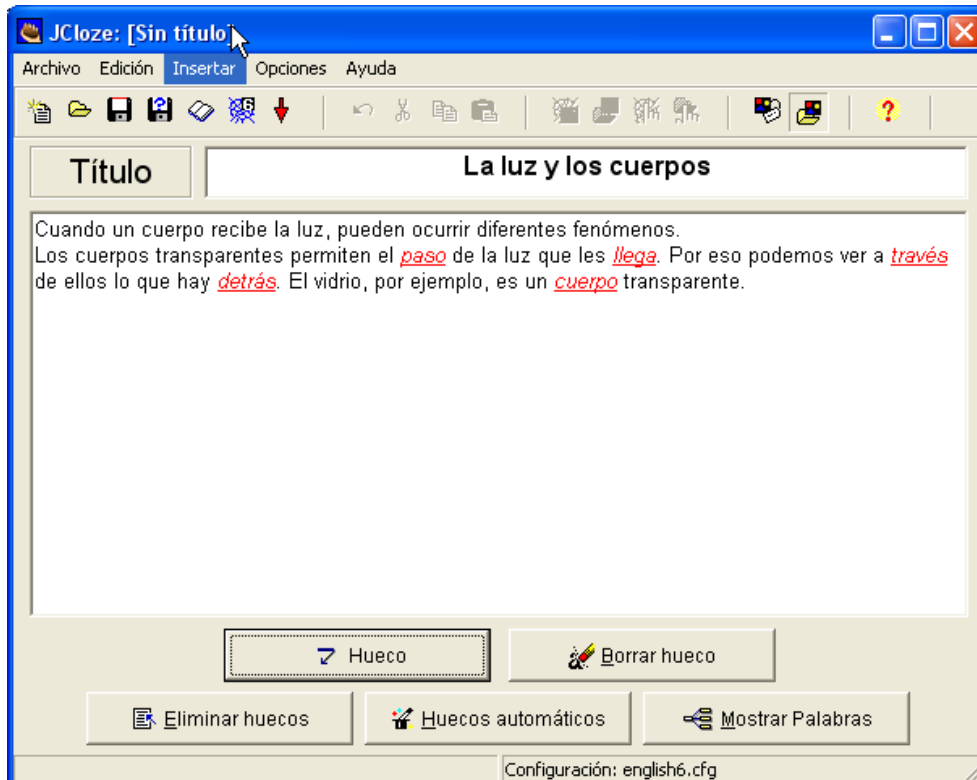 JCloze: [Sin título]
Archivo Edición Insertar Opciones Ayuda
Título
La luz y los cuerpos
Cuando un cuerpo recibe la luz, pueden ocurrir diferentes fenómenos.
Los cuerpos transparentes permiten el paso de la luz que les llega. Por eso podemos ver a través
de ellos lo que hay detrás. El vidrio, por ejemplo, es un cuerpo transparente.
Hueco Borrar hueco
Eliminar huecos Huecos automáticos Mostrar Palabras
Configuración: english6.cfg